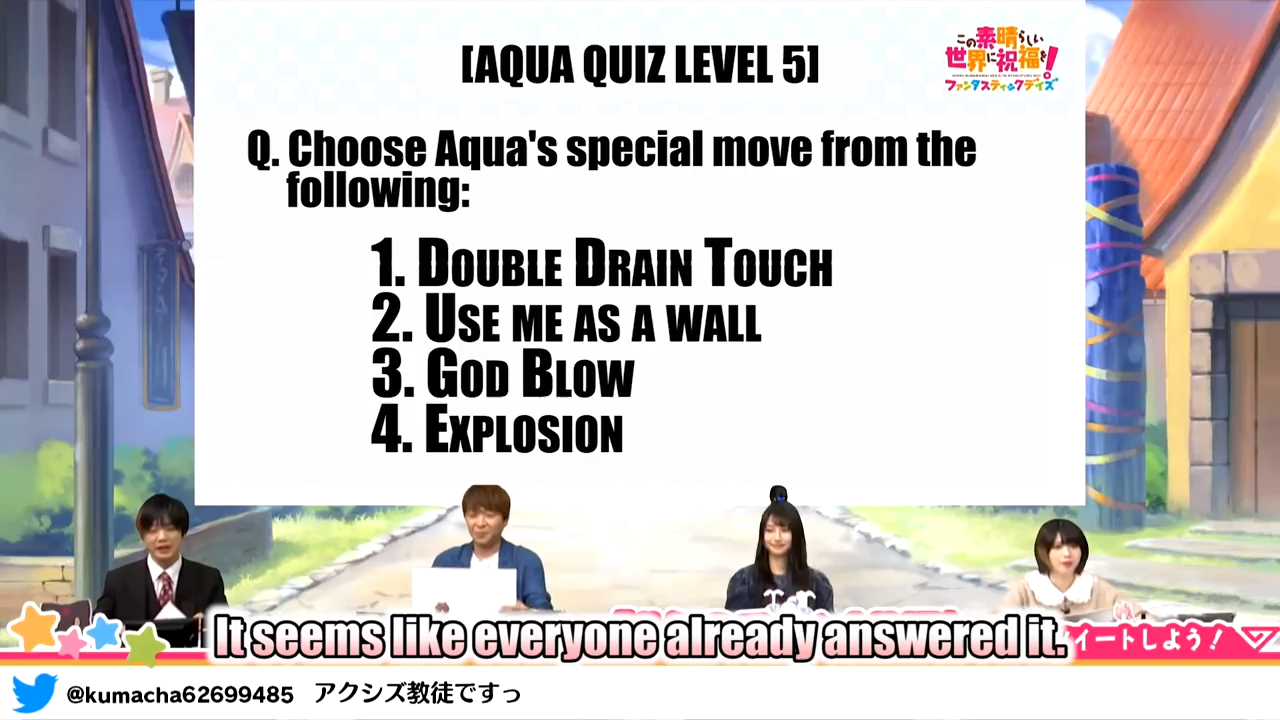 [AQUA QUIZ LEVEL 5]
この素晴らしい
世界に祝福を!
ファンタスティックデイズ
Q. Choose Aqua's special move from the
following:
1. DOUBLE DRAIN TOUCH
2. USE ME AS A WALL
3. GOD BLOW
4. EXPLOSION
It seems like everyone already answered it.
イートしよう!
@kumacha62699485 アクシズ教徒ですっ